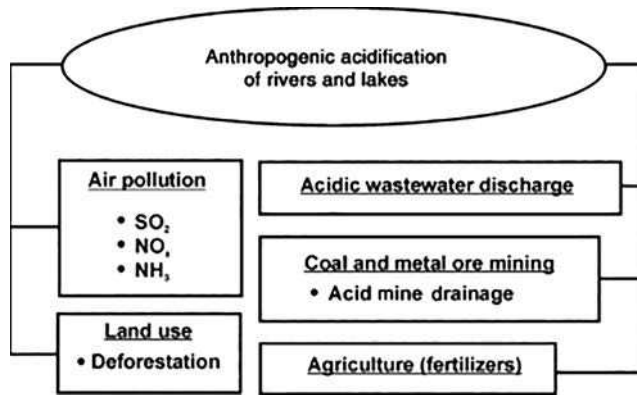 Anthropogenic acidification
of rivers and lakes
Air pollution
• SO₂
• NOₓ
• NH₃
Land use
• Deforestation
Acidic wastewater discharge
Coal and metal ore mining
• Acid mine drainage
Agriculture (fertilizers)